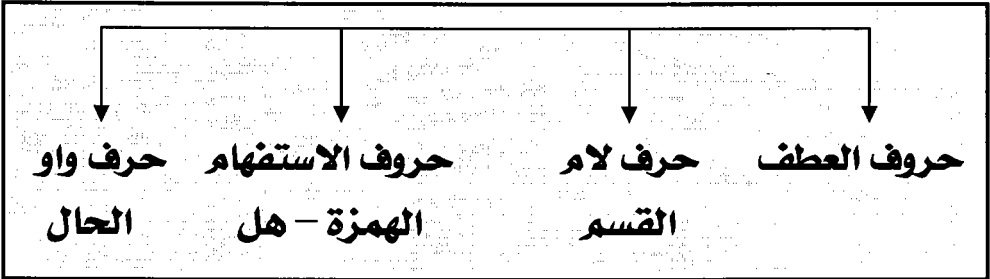 حروف العطف حرف لام حروف الاستفهام حرف واو
القسم الهمزة – هل الحال